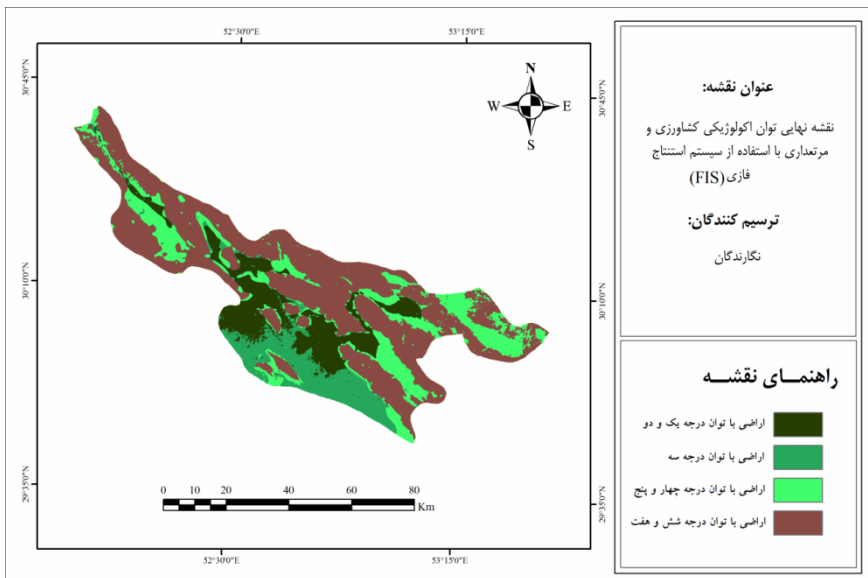 52°30'0"E
53°15'0"E
30°45'0"N
30°45'0"N
N
W
E
S
30°10'0"N
30°10'0"N
29°35'0"N
29°35'0"N
0 10 20 40 60 80
Km
52°30'0"E
53°15'0"E
عنوان نقشه:
نقشه نهایی توان اکولوژیکی کشاورزی و
مرتعداری با استفاده از سیستم استنتاج
فازی (FIS)
ترسیم کنندگان:
نگارندگان
راهنمـای نقشــه
اراضی با توان درجه یک و دو
اراضی با توان درجه سه
اراضی با توان درجه چهار و پنج
اراضی با توان درجه شش و هفت